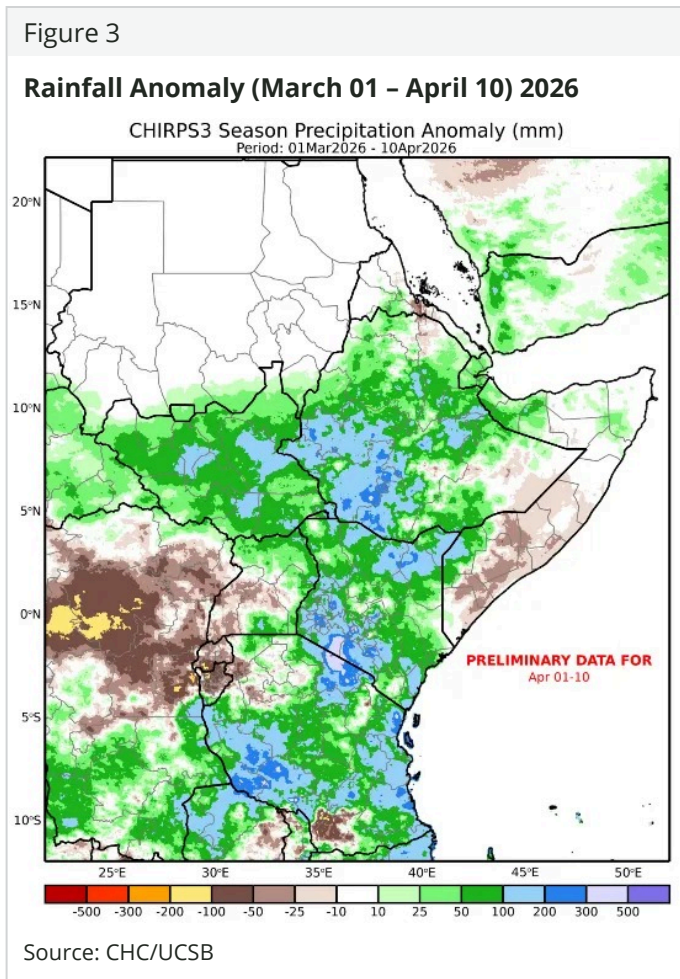 Figure 3
Rainfall Anomaly (March 01 – April 10) 2026
CHIRPS3 Season Precipitation Anomaly (mm)
Period: 01Mar2026 - 10Apr2026
20°N
15°N
10°N
5°N
0°N
PRELIMINARY DATA FOR
Apr 01-10
5°S
10°S
25°E 30°E 35°E 40°E 45°E 50°E
-500 -300 -200 -100 -50 -25 -10 10 25 50 100 200 300 500
Source: CHC/UCSB